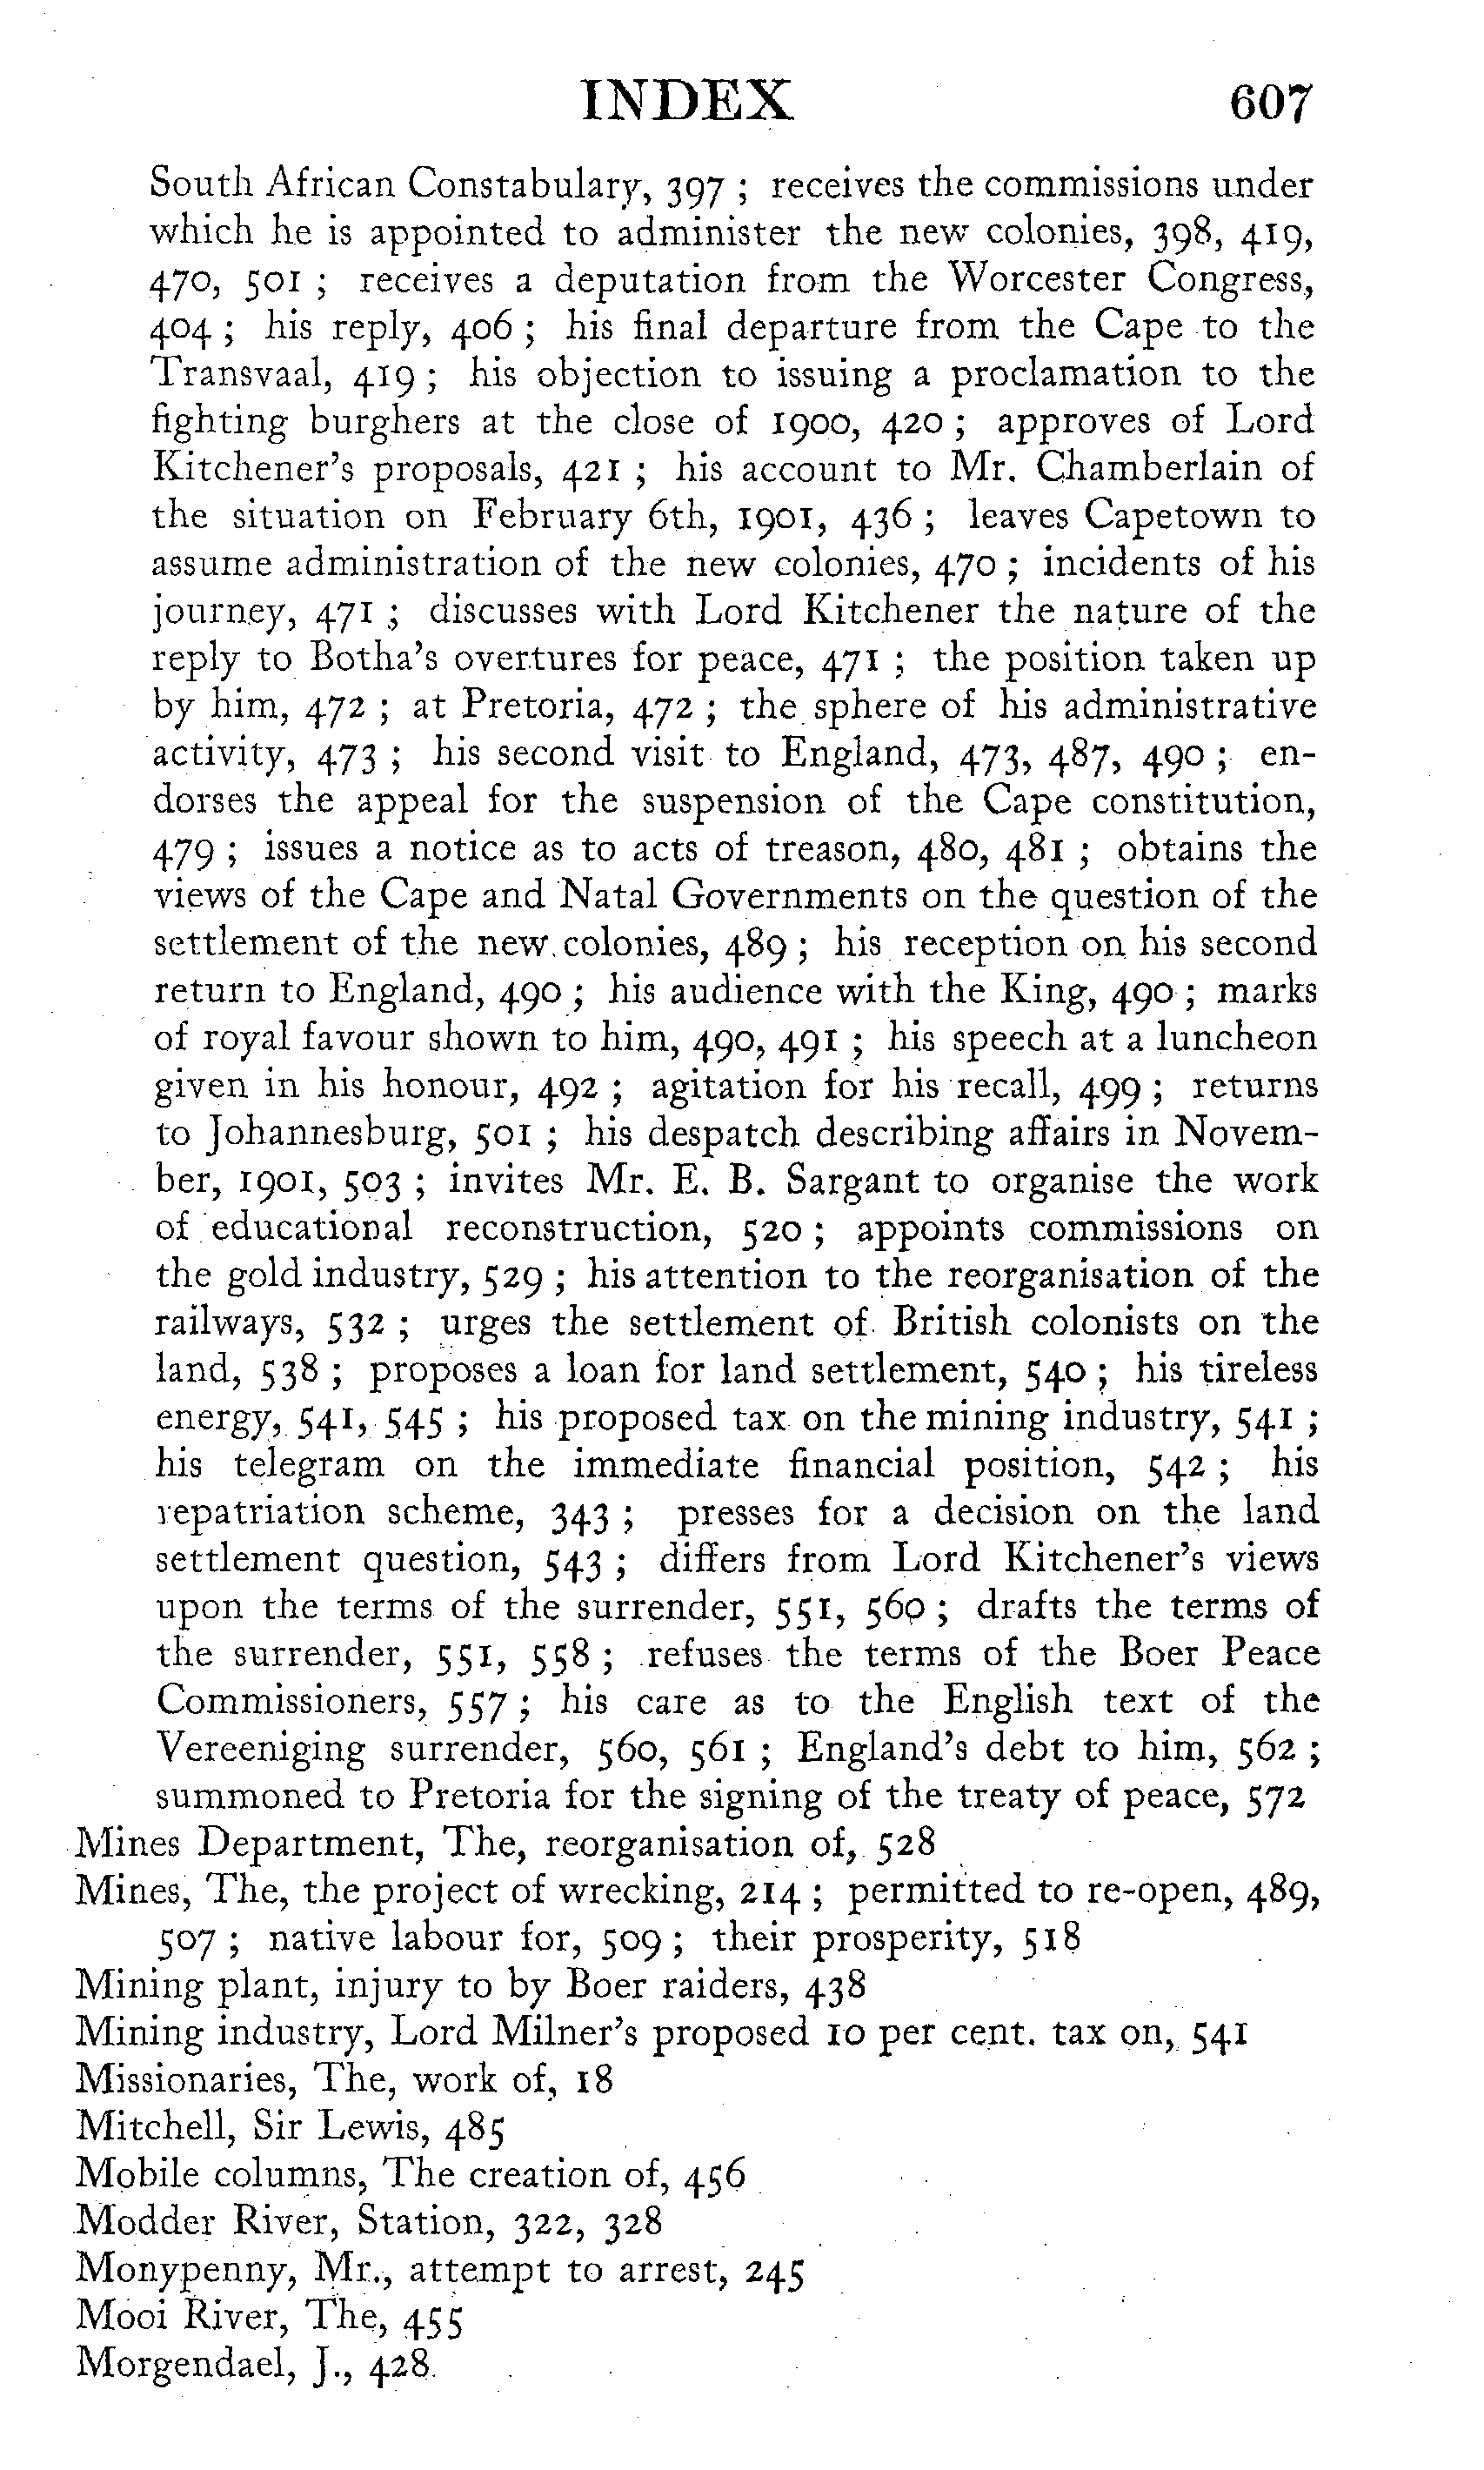 INDEX 607
South African Constabulary, 397 ; receives the commissions under
which he is appointed to administer the new colonies, 398, 419,
470, 501 ; receives a deputation from the Worcester Congress,
404 ; his reply, 406 ; his final departure from the Cape to the
Transvaal, 419 ; his objection to issuing a proclamation to the
fighting burghers at the close of 1900, 420 ; approves of Lord
Kitchener's proposals, 421 ; his account to Mr. Chamberlain of
the situation on February 6th, 1901, 436 ; leaves Capetown to
assume administration of the new colonies, 470 ; incidents of his
journey, 471 ; discusses with Lord Kitchener the nature of the
reply to Botha's overtures for peace, 471 ; the position taken up
by him, 472 ; at Pretoria, 472 ; the sphere of his administrative
activity, 473 ; his second visit to England, 473, 487, 490 ; en-
dorses the appeal for the suspension of the Cape constitution,
479 ; issues a notice as to acts of treason, 480, 481 ; obtains the
views of the Cape and Natal Governments on the question of the
settlement of the new colonies, 489 ; his reception on his second
return to England, 490 ; his audience with the King, 490 ; marks
of royal favour shown to him, 490, 491 ; his speech at a luncheon
given in his honour, 492 ; agitation for his recall, 499 ; returns
to Johannesburg, 501 ; his despatch describing affairs in Novem-
ber, 1901, 503 ; invites Mr. E. B. Sargant to organise the work
of educational reconstruction, 520 ; appoints commissions on
the gold industry, 529 ; his attention to the reorganisation of the
railways, 532 ; urges the settlement of British colonists on the
land, 538 ; proposes a loan for land settlement, 540 ; his tireless
energy, 541, 545 ; his proposed tax on the mining industry, 541 ;
his telegram on the immediate financial position, 542 ; his
repatriation scheme, 343 ; presses for a decision on the land
settlement question, 543 ; differs from Lord Kitchener's views
upon the terms of the surrender, 551, 560 ; drafts the terms of
the surrender, 551, 558 ; refuses the terms of the Boer Peace
Commissioners, 557 ; his care as to the English text of the
Vereeniging surrender, 560, 561 ; England's debt to him, 562 ;
summoned to Pretoria for the signing of the treaty of peace, 572
Mines Department, The, reorganisation of, 528
Mines, The, the project of wrecking, 214 ; permitted to re-open, 489,
507 ; native labour for, 509 ; their prosperity, 518
Mining plant, injury to by Boer raiders, 438
Mining industry, Lord Milner's proposed 10 per cent. tax on, 541
Missionaries, The, work of, 18
Mitchell, Sir Lewis, 485
Mobile columns, The creation of, 456
Modder River, Station, 322, 328
Monypenny, Mr., attempt to arrest, 245
Mooi River, The, 455
Morgendael, J., 428